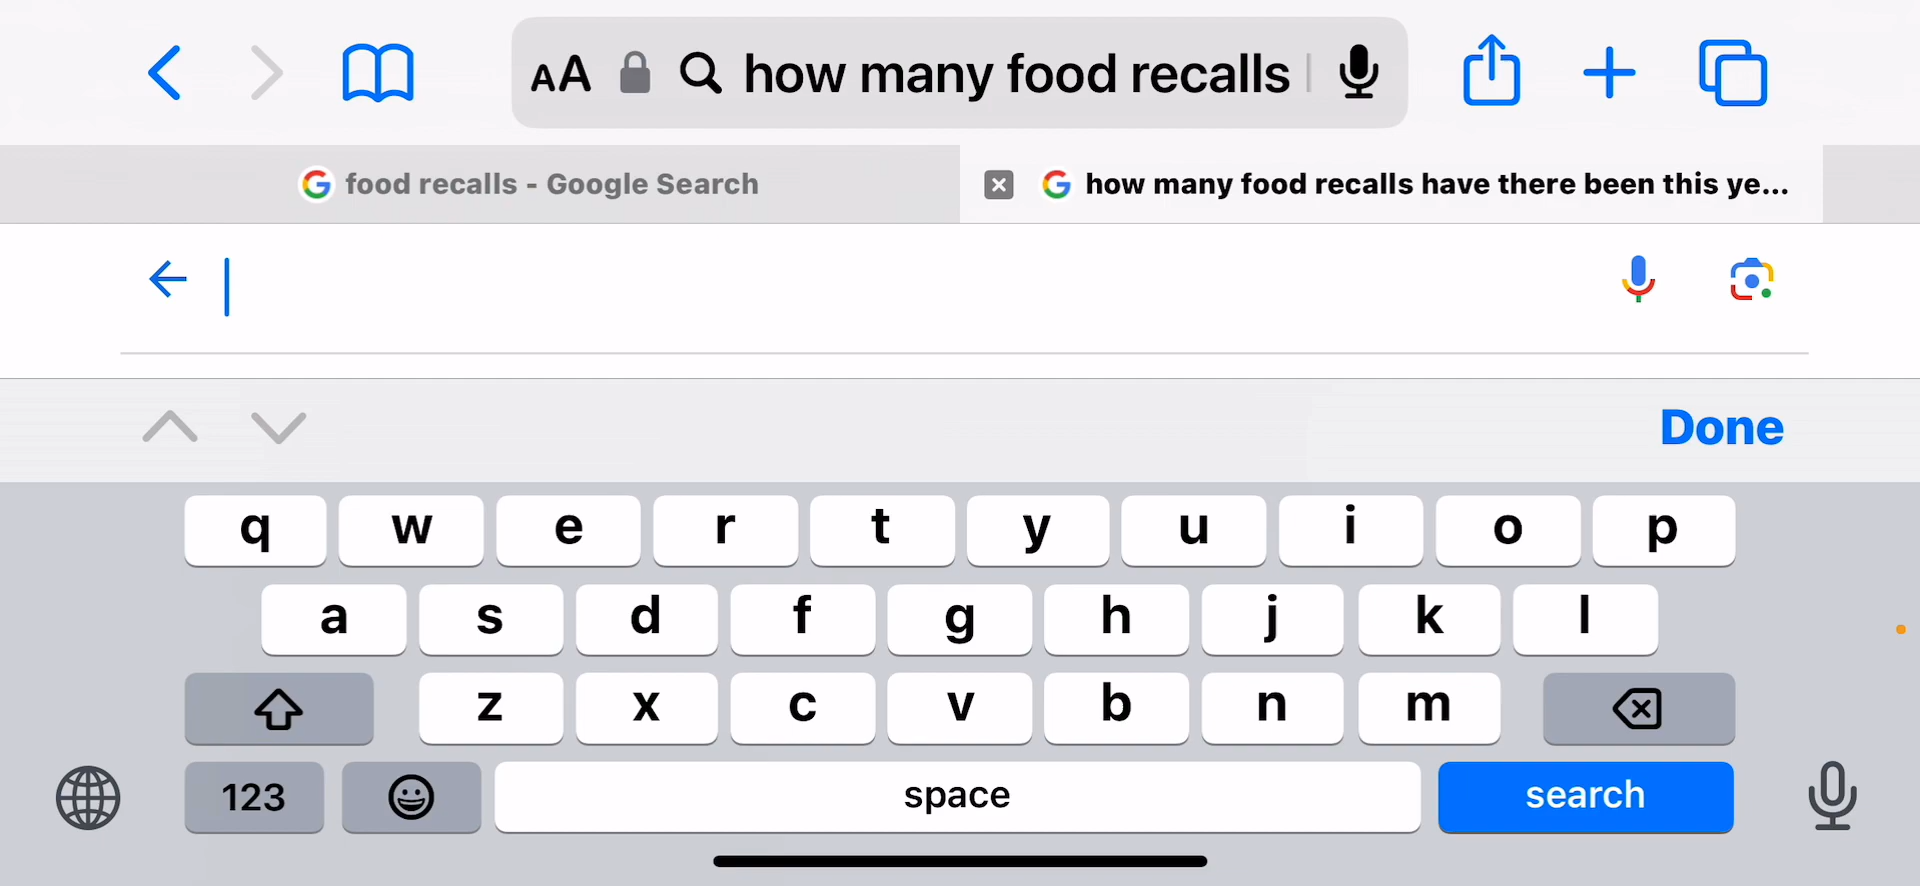 AA how many food recalls
food recalls - Google Search
how many food recalls have there been this ye...
Done
q w e r t y u i o p
a s d f g h j k l
z x c v b n m
123 space search